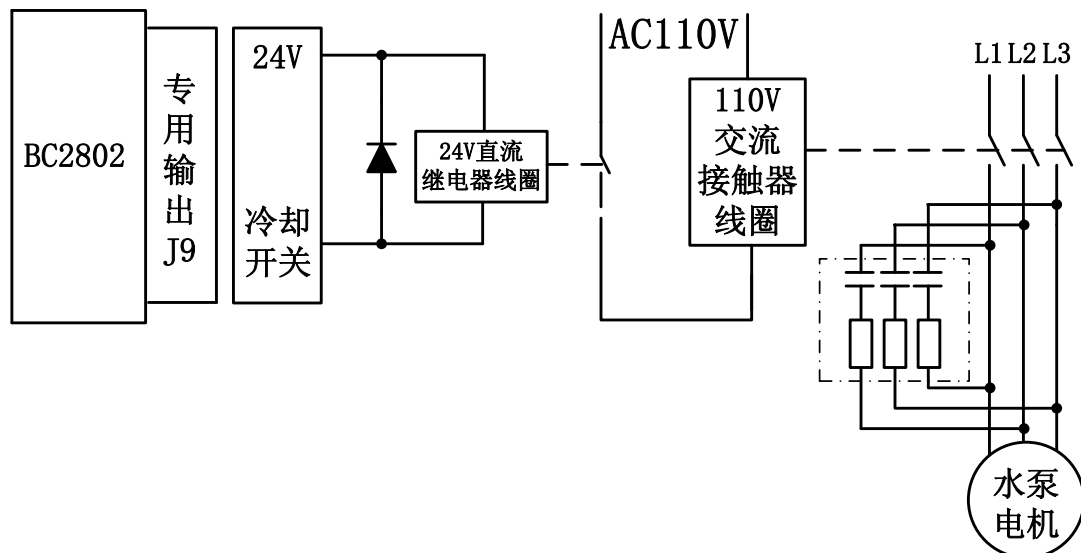 BC2802
专
用
输
出
J9
24V
冷却
开关
24V直流
继电器线圈
AC110V
110V
交流
接触器
线圈
L1 L2 L3
水泵
电机